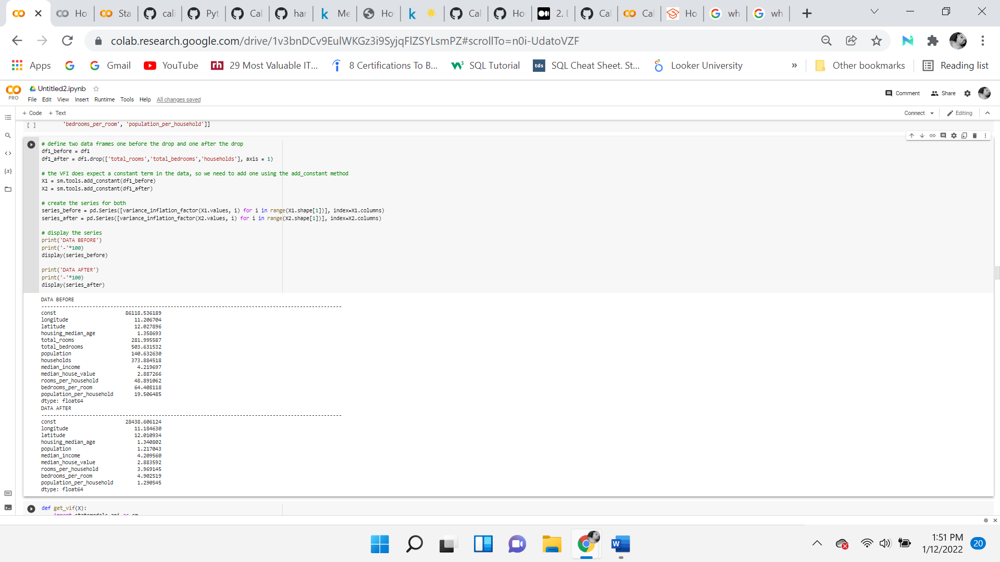 Ho
Sta
cali
Pyt
Cal
har
Me
Ho
Cal
Ho
2. [
Cal
Cal
Ho
wh
wh
colab.research.google.com/drive/1v3bnDCv9EulWKGz3i9SyjqFlZSYLsmPZ#scrollTo=n0i-UdatoVZF
Apps
Gmail
YouTube
29 Most Valuable IT...
8 Certifications To B...
SQL Tutorial
tds SQL Cheat Sheet. St...
Looker University
»
Other bookmarks
Reading list
PRO
Untitled2.ipynb
File Edit View Insert Runtime Tools Help All changes saved
Comment Share
+ Code + Text
Connect Editing
[ ] 'bedrooms_per_room', 'population_per_household']]
# define two data frames one before the drop and one after the drop
df1_before = df1
df1_after = df1.drop(['total_rooms','total_bedrooms','households'], axis = 1)
# the VFI does expect a constant term in the data, so we need to add one using the add_constant method
X1 = sm.tools.add_constant(df1_before)
X2 = sm.tools.add_constant(df1_after)
# create the series for both
series_before = pd.Series([variance_inflation_factor(X1.values, i) for i in range(X1.shape[1])], index=X1.columns)
series_after = pd.Series([variance_inflation_factor(X2.values, i) for i in range(X2.shape[1])], index=X2.columns)
# display the series
print('DATA BEFORE')
print('-'*100)
display(series_before)
print('DATA AFTER')
print('-'*100)
display(series_after)
DATA BEFORE
----------------------------------------------------------------------------------------------------
const 86118.536189
longitude 11.206704
latitude 12.027896
housing_median_age 1.358693
total_rooms 281.995587
total_bedrooms 503.631532
population 140.632630
households 373.884518
median_income 4.219697
median_house_value 2.887266
rooms_per_household 48.891062
bedrooms_per_room 64.408118
population_per_household 19.506485
dtype: float64
DATA AFTER
----------------------------------------------------------------------------------------------------
const 28438.606124
longitude 11.184630
latitude 12.010934
housing_median_age 1.340802
population 1.217043
median_income 4.209560
median_house_value 2.883592
rooms_per_household 3.969145
bedrooms_per_room 4.902519
population_per_household 1.290545
dtype: float64
def get_vif(X):
import statsmodels.api as sm
1:51 PM
1/12/2022
20